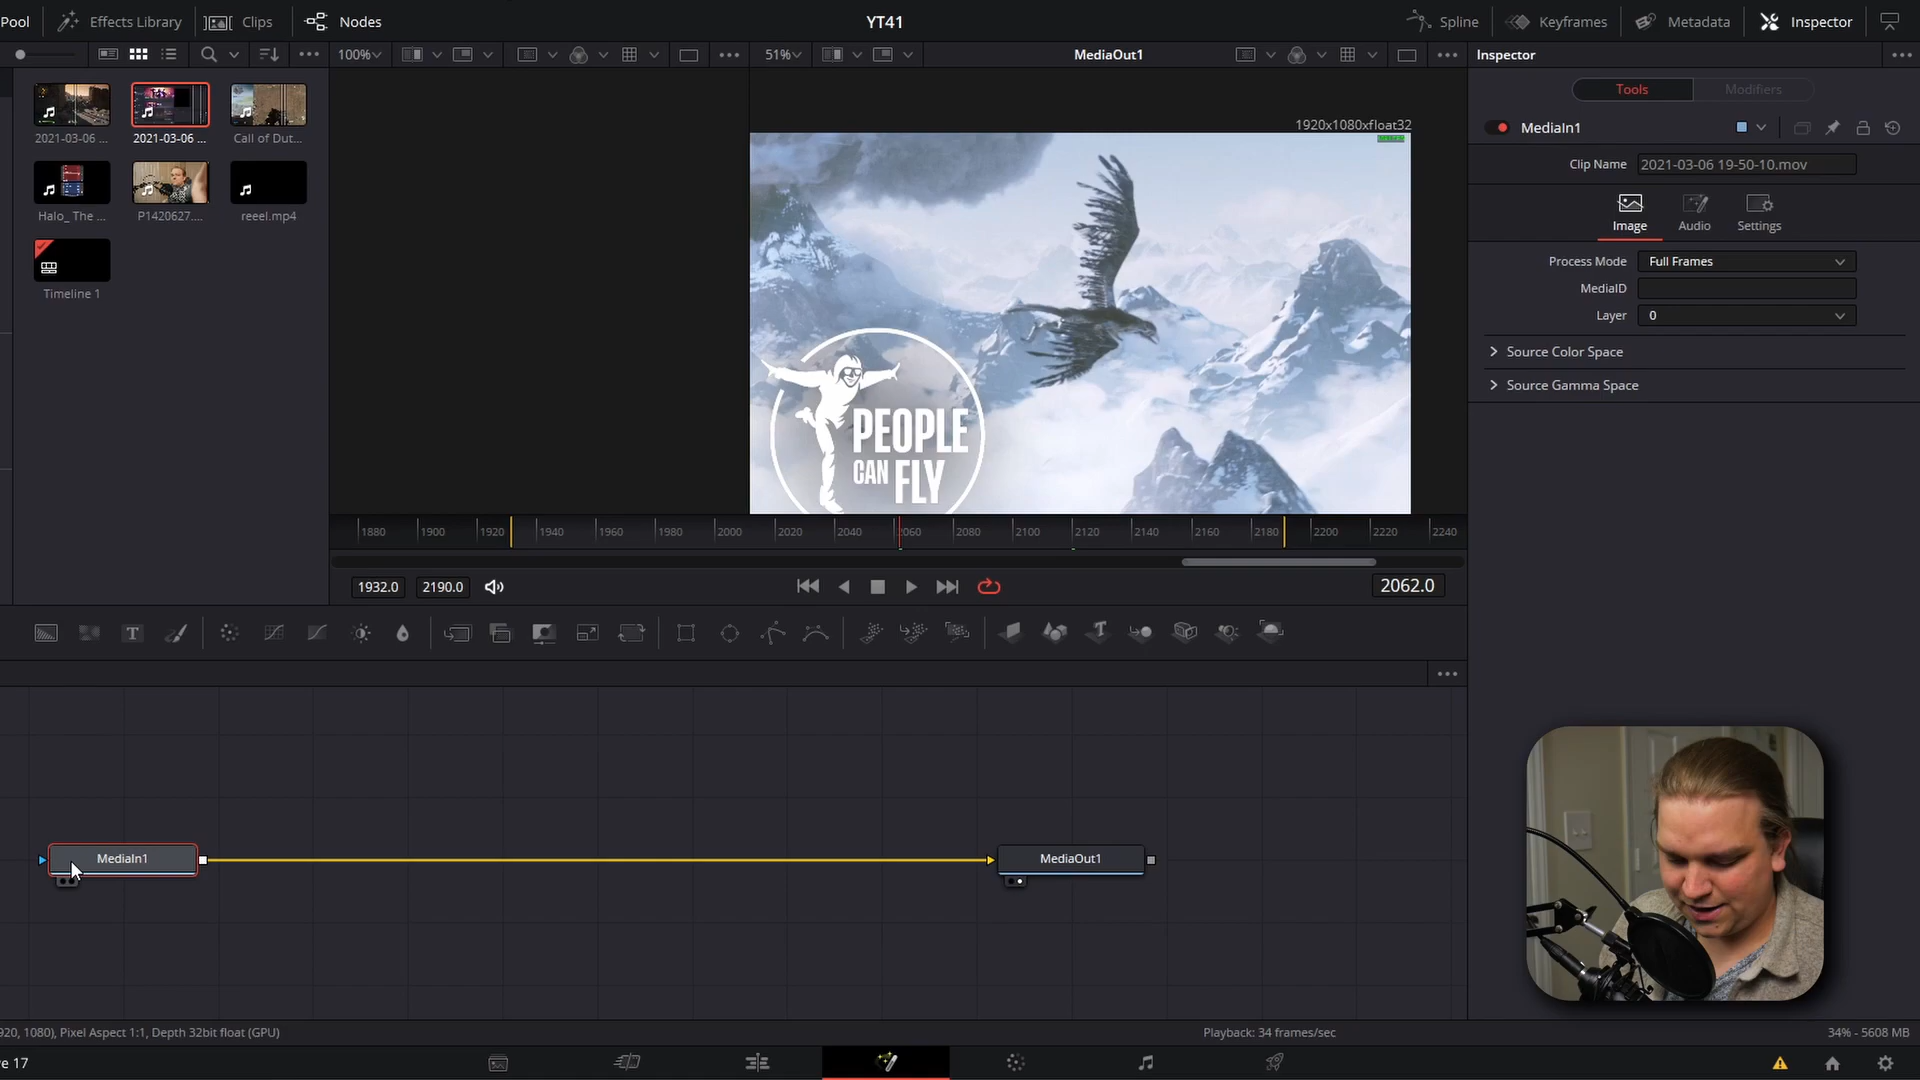 Pool
Effects Library
Clips
Nodes
YT41
Spline
Keyframes
Metadata
Inspector
100%
51%
MediaOut1
Inspector
2021-03-06 ...
2021-03-06 ...
Call of Dut...
Halo_ The ...
P1420627....
reeel.mp4
Timeline 1
1920x1080xfloat32
PEOPLE
CAN FLY
Tools
Modifiers
MediaIn1
Clip Name
2021-03-06 19-50-10.mov
Image
Audio
Settings
Process Mode
Full Frames
MediaID
Layer
0
Source Color Space
Source Gamma Space
1880
1900
1920
1940
1960
1980
2000
2020
2040
2060
2080
2100
2120
2140
2160
2180
2200
2220
2240
1932.0
2190.0
2062.0
MediaIn1
MediaOut1
920, 1080), Pixel Aspect 1:1, Depth 32bit float (GPU)
Playback: 34 frames/sec
34% - 5608 MB
e 17